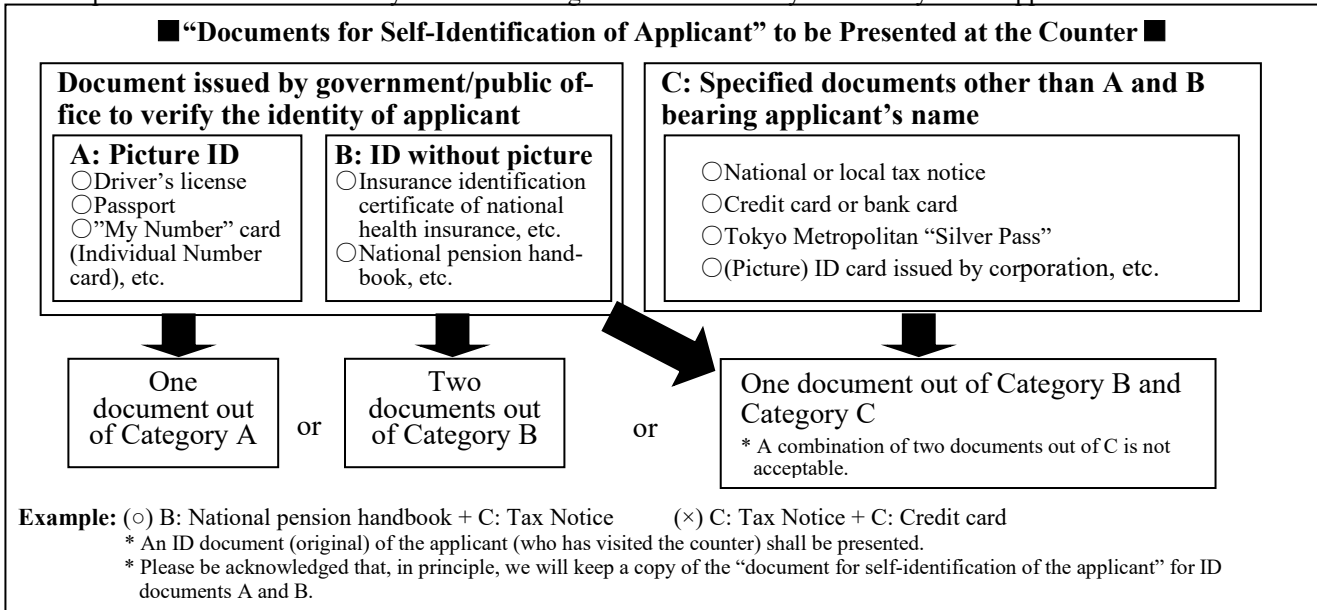 ■“Documents for Self-Identification of Applicant” to be Presented at the Counter■
Document issued by government/public of-
fice to verify the identity of applicant
A: Picture ID
○Driver’s license
○Passport
○”My Number” card
(Individual Number
card), etc.
B: ID without picture
○Insurance identification
certificate of national
health insurance, etc.
○National pension hand-
book, etc.
C: Specified documents other than A and B
bearing applicant’s name
○National or local tax notice
○Credit card or bank card
○Tokyo Metropolitan “Silver Pass”
○(Picture) ID card issued by corporation, etc.
One
document out
of Category A
or
Two
documents out
of Category B
or
One document out of Category B and
Category C
* A combination of two documents out of C is not
acceptable.
Example: (○) B: National pension handbook + C: Tax Notice (×) C: Tax Notice + C: Credit card
* An ID document (original) of the applicant (who has visited the counter) shall be presented.
* Please be acknowledged that, in principle, we will keep a copy of the “document for self-identification of the applicant” for ID
documents A and B.